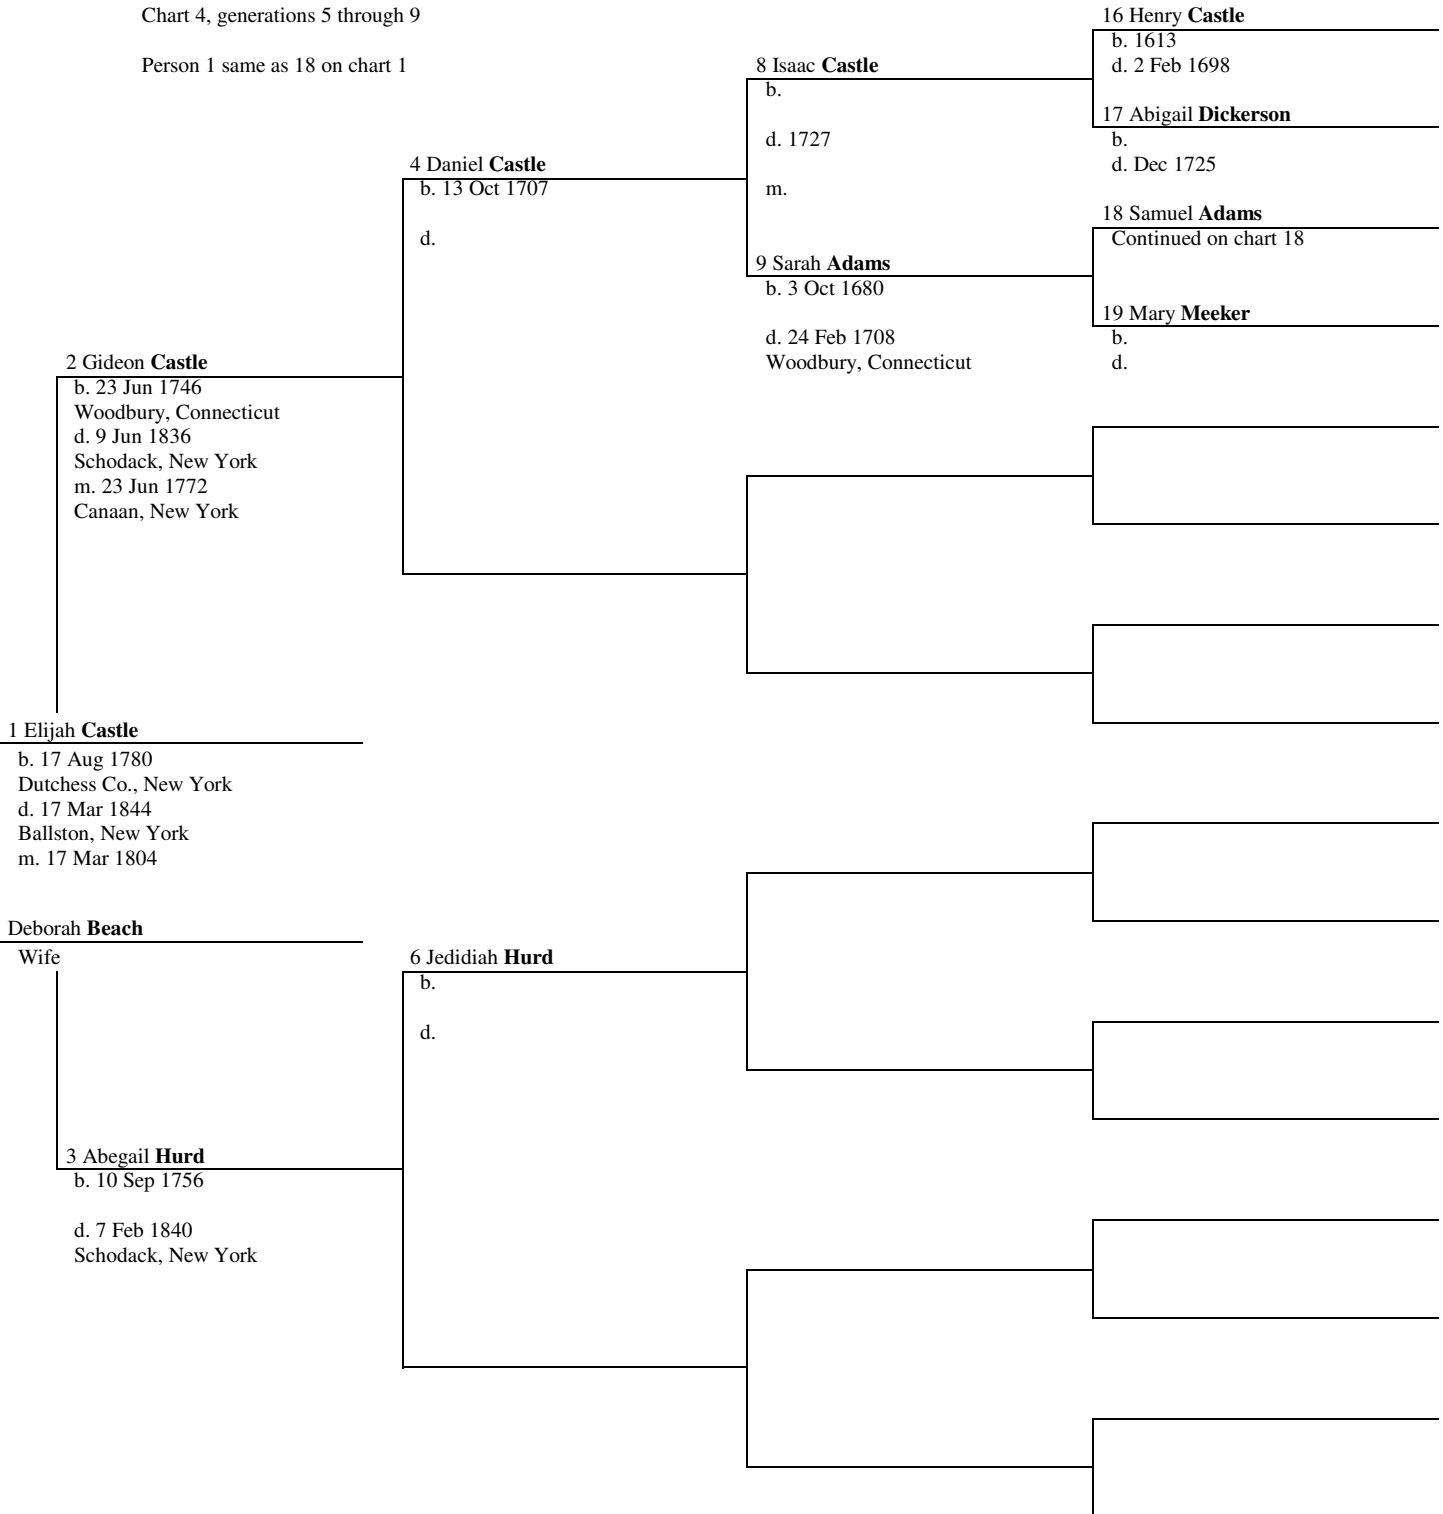 Chart 4, generations 5 through 9
Person 1 same as 18 on chart 1
16 Henry Castle
b. 1613
d. 2 Feb 1698
8 Isaac Castle
b.
d. 1727
m.
17 Abigail Dickerson
b.
d. Dec 1725
4 Daniel Castle
b. 13 Oct 1707
d.
18 Samuel Adams
Continued on chart 18
9 Sarah Adams
b. 3 Oct 1680
d. 24 Feb 1708
Woodbury, Connecticut
19 Mary Meeker
b.
d.
2 Gideon Castle
b. 23 Jun 1746
Woodbury, Connecticut
d. 9 Jun 1836
Schodack, New York
m. 23 Jun 1772
Canaan, New York
1 Elijah Castle
b. 17 Aug 1780
Dutchess Co., New York
d. 17 Mar 1844
Ballston, New York
m. 17 Mar 1804
Deborah Beach
Wife
6 Jedidiah Hurd
b.
d.
3 Abegail Hurd
b. 10 Sep 1756
d. 7 Feb 1840
Schodack, New York